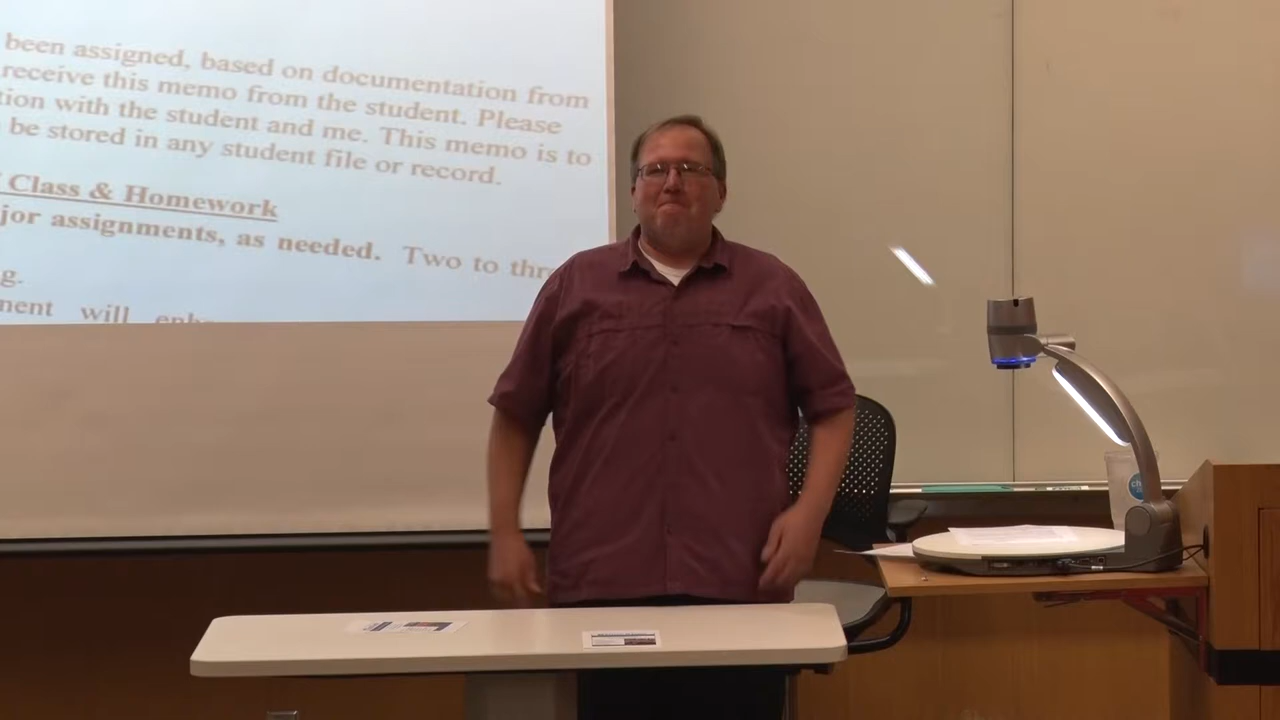 been assigned, based on documentation from
receive this memo from the student. Please
tion with the student and me. This memo is to
be stored in any student file or record.
Class & Homework
jor assignments, as needed. Two to thr
g.
ment will enh